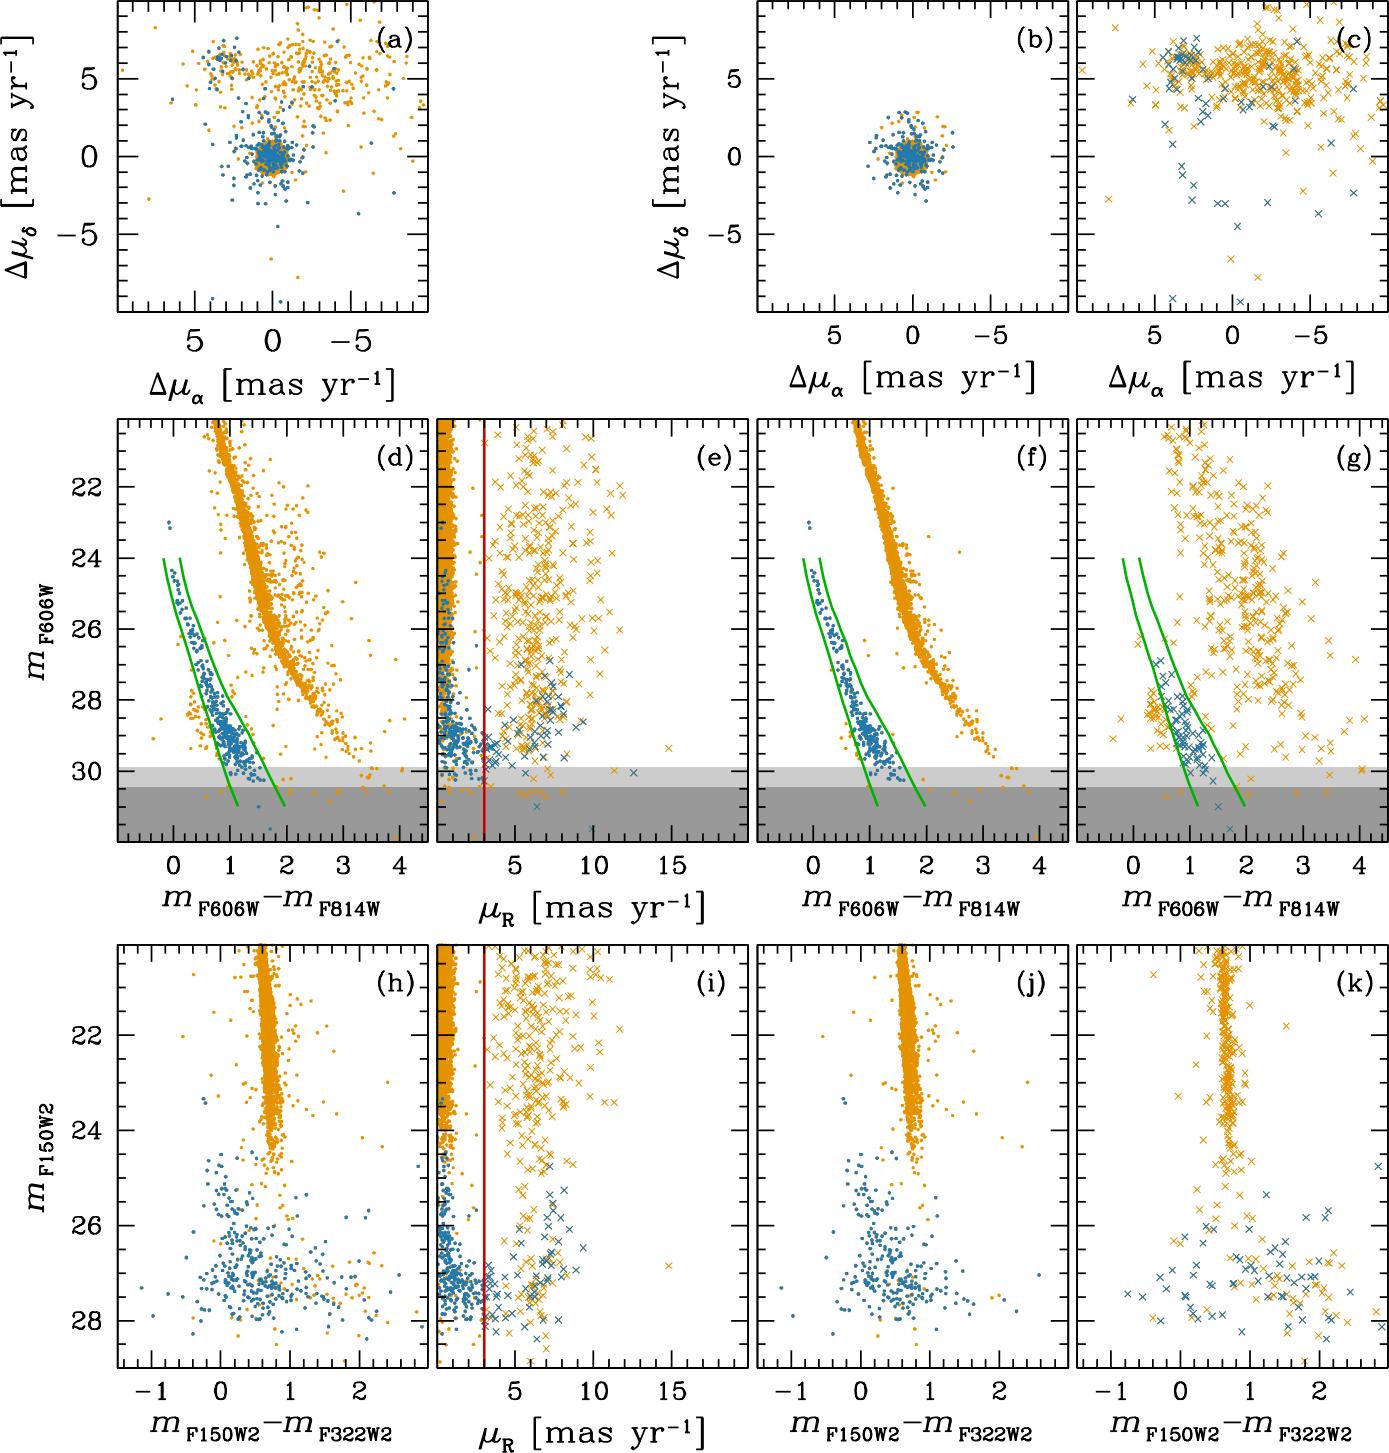 (a) (b) (c)
Δμδ [mas yr−1] 5 0 −5
Δμδ [mas yr−1] 5 0 −5
5 0 −5 5 0 −5 5 0 −5
Δμα [mas yr−1] Δμα [mas yr−1] Δμα [mas yr−1]
(d) (e) (f) (g)
mF606W 22 24 26 28 30
0 1 2 3 4 5 10 15 0 1 2 3 4 0 1 2 3 4
mF606W−mF814W μR [mas yr−1] mF606W−mF814W mF606W−mF814W
(h) (i) (j) (k)
mF150W2 22 24 26 28
−1 0 1 2 5 10 15 −1 0 1 2 −1 0 1 2
mF150W2−mF322W2 μR [mas yr−1] mF150W2−mF322W2 mF150W2−mF322W2